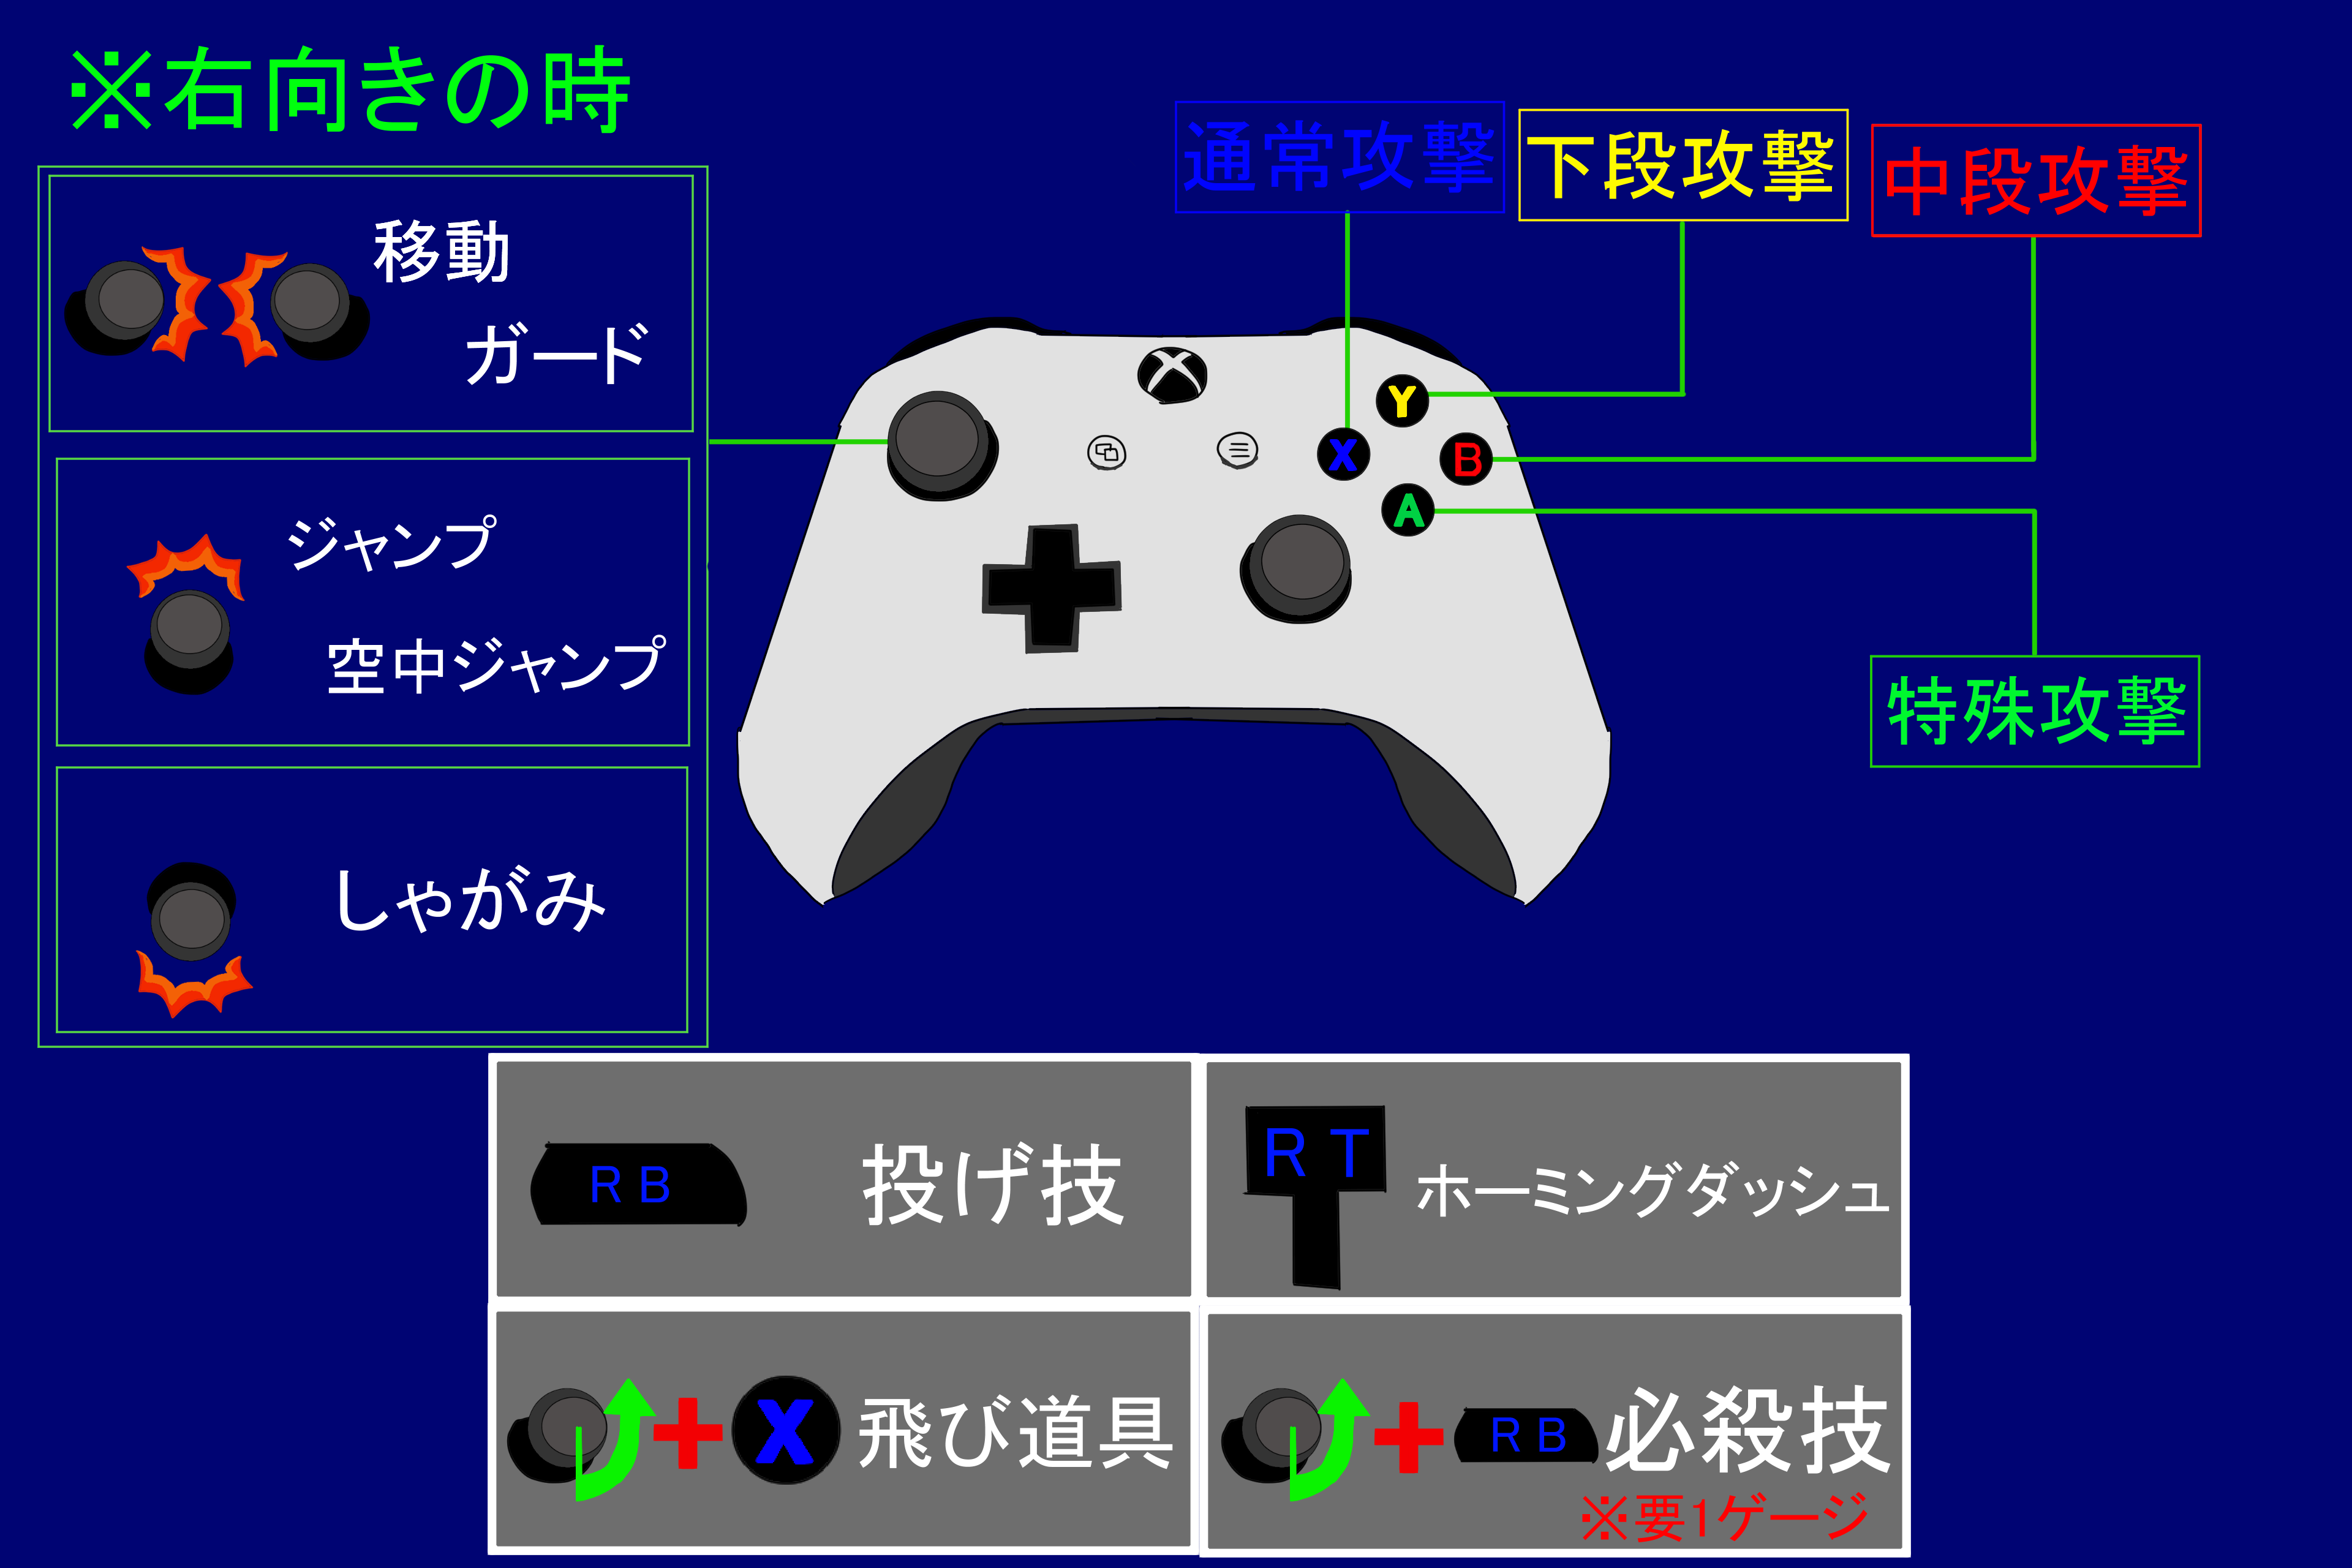 ※右向きの時
移動
ガード
ジャンプ
空中ジャンプ
しゃがみ
通常攻撃
下段攻撃
中段攻撃
Y
X
B
A
特殊攻撃
RB
投げ技
RT
ホーミングダッシュ
X
飛び道具
RB
必殺技
※要1ゲージ